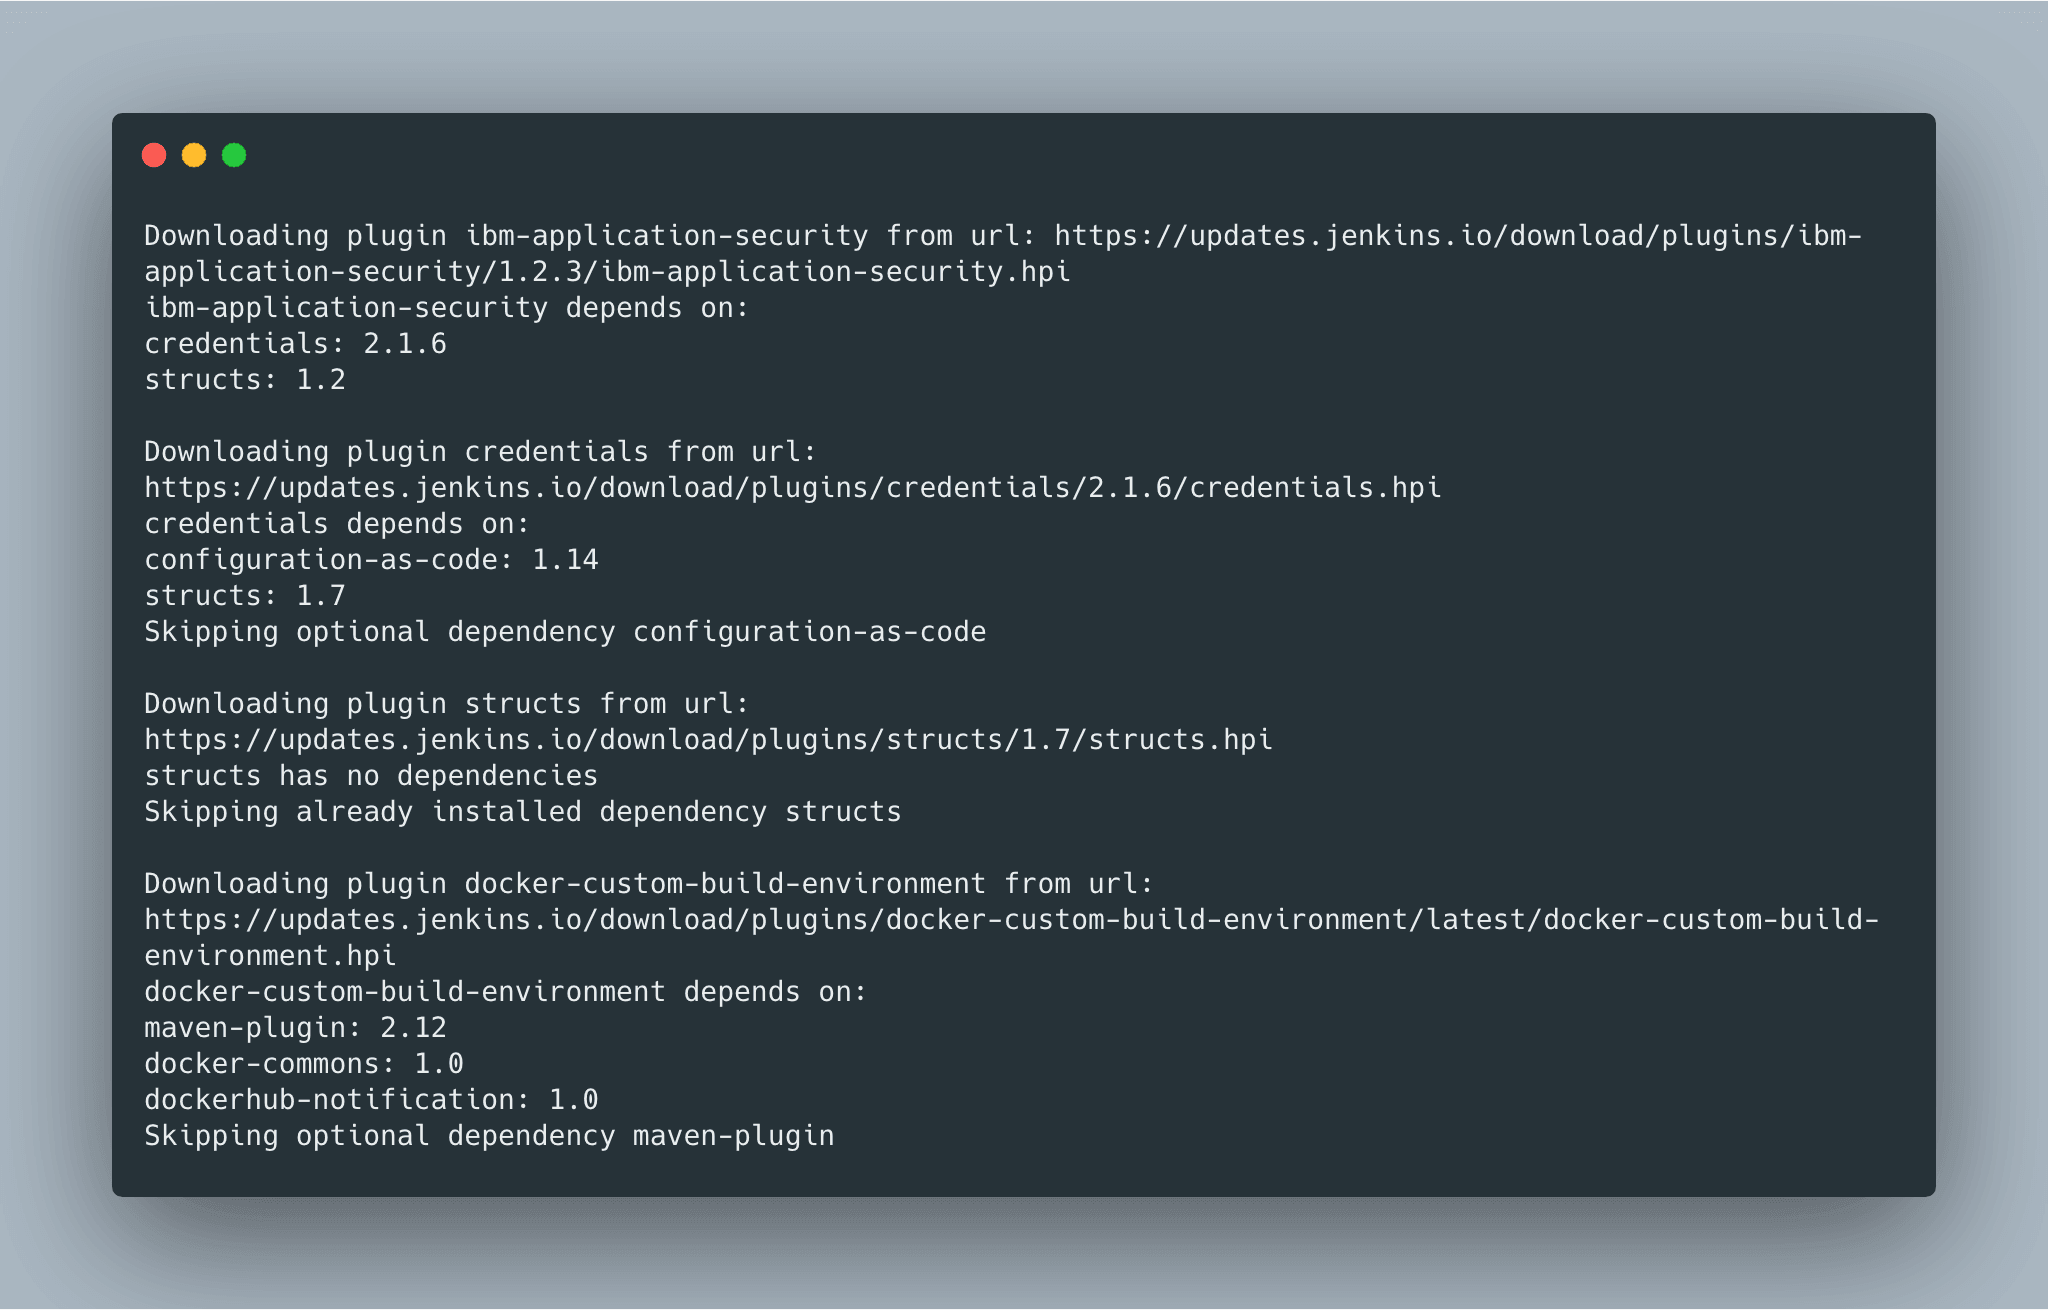 Downloading plugin ibm-application-security from url: https://updates.jenkins.io/download/plugins/ibm-
application-security/1.2.3/ibm-application-security.hpi
ibm-application-security depends on:
credentials: 2.1.6
structs: 1.2

Downloading plugin credentials from url:
https://updates.jenkins.io/download/plugins/credentials/2.1.6/credentials.hpi
credentials depends on:
configuration-as-code: 1.14
structs: 1.7
Skipping optional dependency configuration-as-code

Downloading plugin structs from url:
https://updates.jenkins.io/download/plugins/structs/1.7/structs.hpi
structs has no dependencies
Skipping already installed dependency structs

Downloading plugin docker-custom-build-environment from url:
https://updates.jenkins.io/download/plugins/docker-custom-build-environment/latest/docker-custom-build-
environment.hpi
docker-custom-build-environment depends on:
maven-plugin: 2.12
docker-commons: 1.0
dockerhub-notification: 1.0
Skipping optional dependency maven-plugin